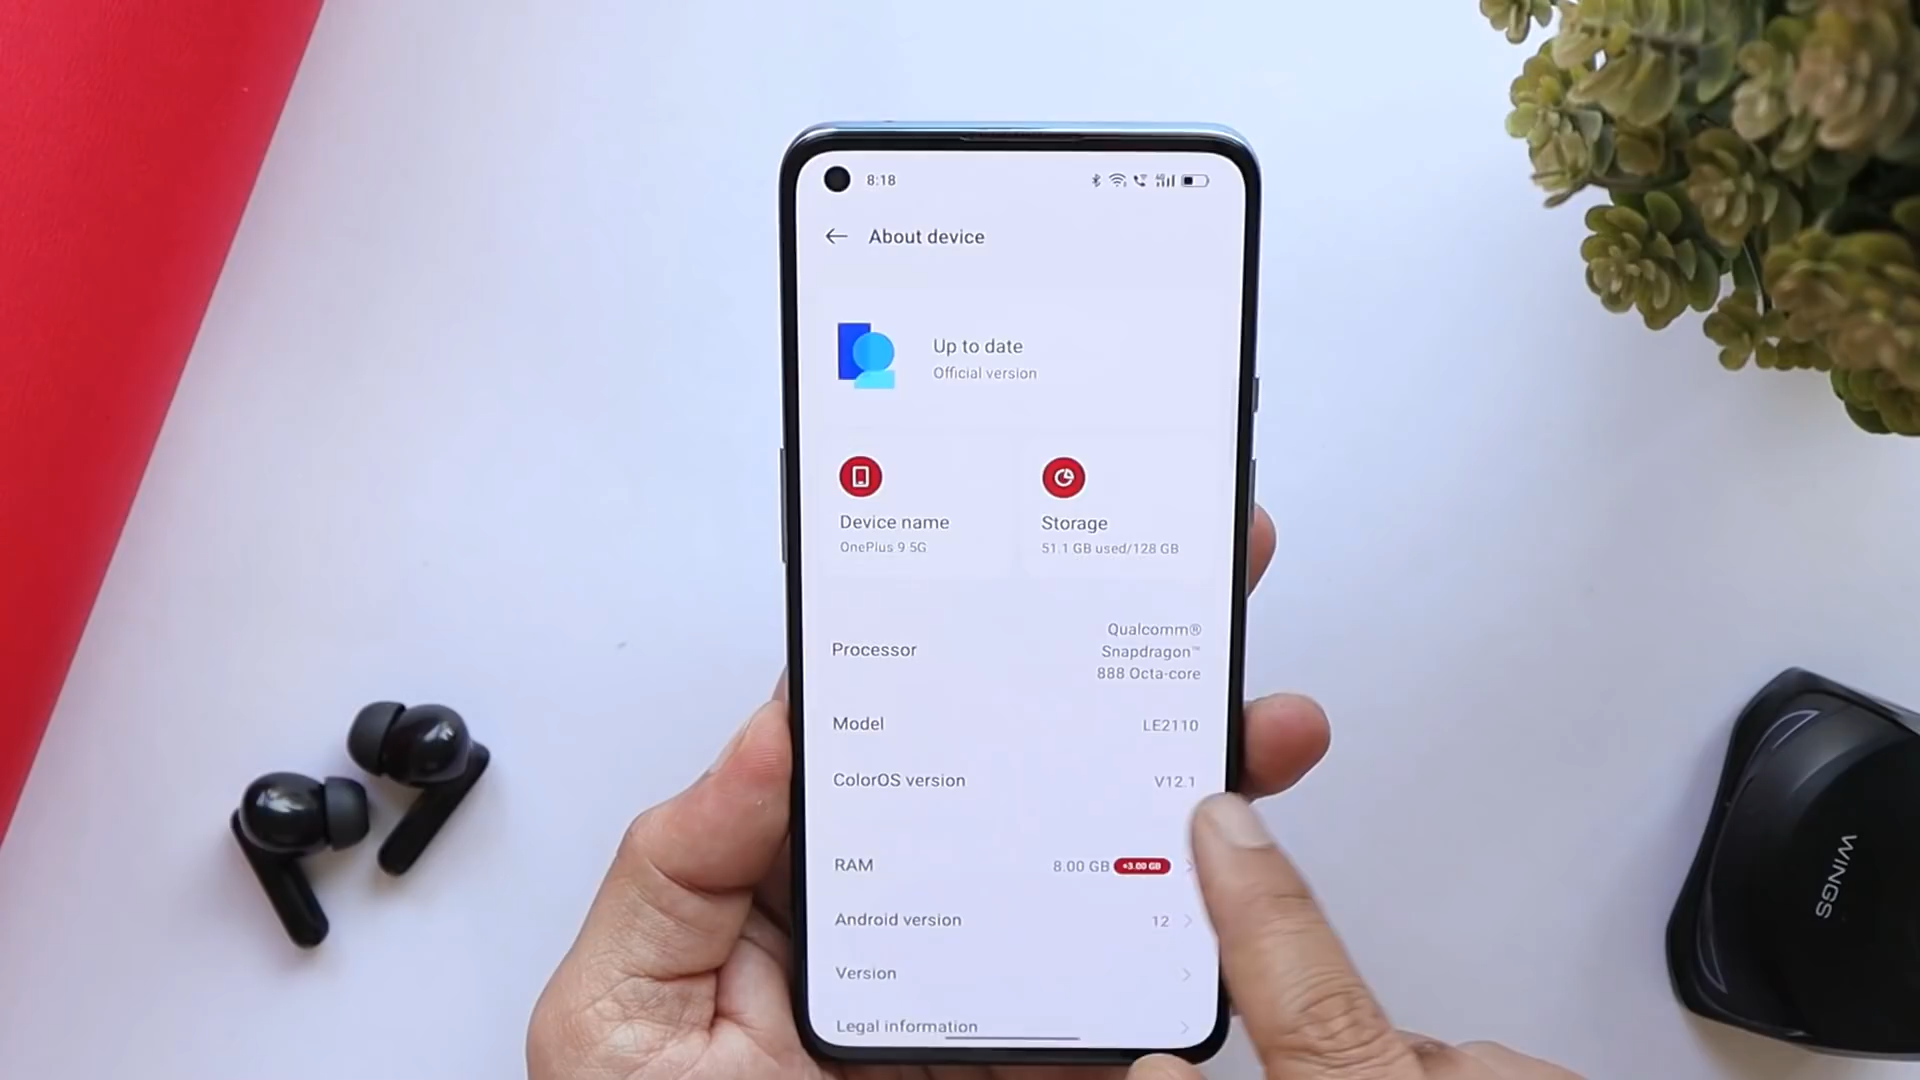 8:18
About device
Up to date
Official version
Device name
OnePlus 9 5G
Storage
51.1 GB used/128 GB
Processor
Qualcomm®
Snapdragon™
888 Octa-core
Model
LE2110
ColorOS version
V12.1
RAM
8.00 GB +3.00 GB
Android version
12
Version
Legal information
WINGS